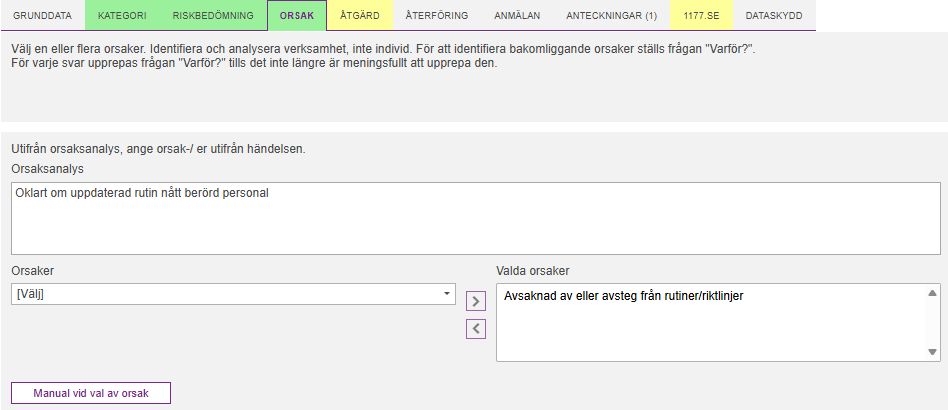 GRUNDDATA KATEGORI RISKBEDÖMNING ORSAK ÅTGÄRD ÅTERFÖRING ANMÄLAN ANTECKNINGAR (1) 1177.SE DATASKYDD
Välj en eller flera orsaker. Identifiera och analysera verksamhet, inte individ. För att identifiera bakomliggande orsaker ställs frågan "Varför?".
För varje svar upprepas frågan "Varför?" tills det inte längre är meningsfullt att upprepa den.
Utifrån orsaksanalys, ange orsak-/ er utifrån händelsen.
Orsaksanalys
Oklart om uppdaterad rutin nått berörd personal
Orsaker Valda orsaker
[Välj] Avsaknad av eller avsteg från rutiner/riktlinjer
Manual vid val av orsak